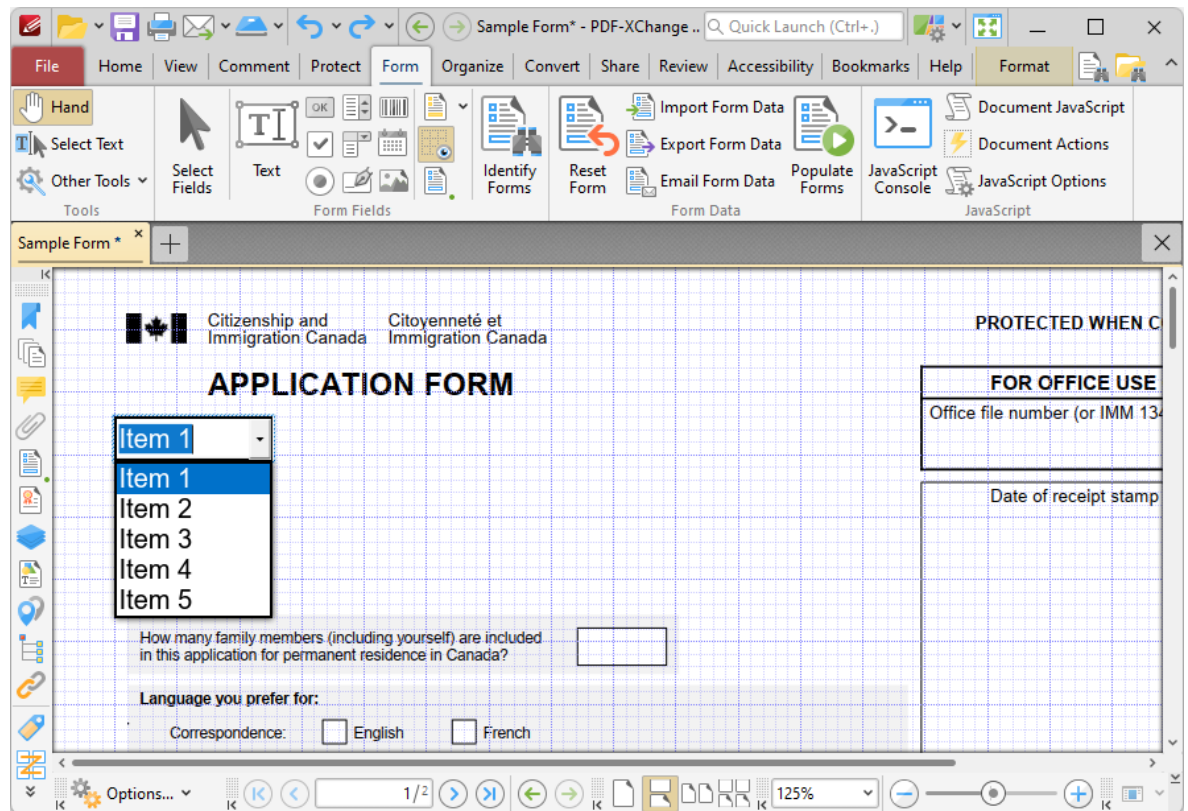 Sample Form* - PDF-XChange ..
Quick Launch (Ctrl+.)
File Home View Comment Protect Form Organize Convert Share Review Accessibility Bookmarks Help Format
Hand
Select Text
Other Tools
Tools
Select Fields
Text
OK
Form Fields
Identify Forms
Reset Form
Import Form Data
Export Form Data
Email Form Data
Populate Forms
Form Data
JavaScript Console
Document JavaScript
Document Actions
JavaScript Options
JavaScript
Sample Form *
Citizenship and
Immigration Canada
Citoyenneté et
Immigration Canada
PROTECTED WHEN C
APPLICATION FORM
FOR OFFICE USE
Office file number (or IMM 134
Date of receipt stamp
Item 1
Item 1
Item 2
Item 3
Item 4
Item 5
How many family members (including yourself) are included
in this application for permanent residence in Canada?
Language you prefer for:
Correspondence: English French
Options...
1/2
125%